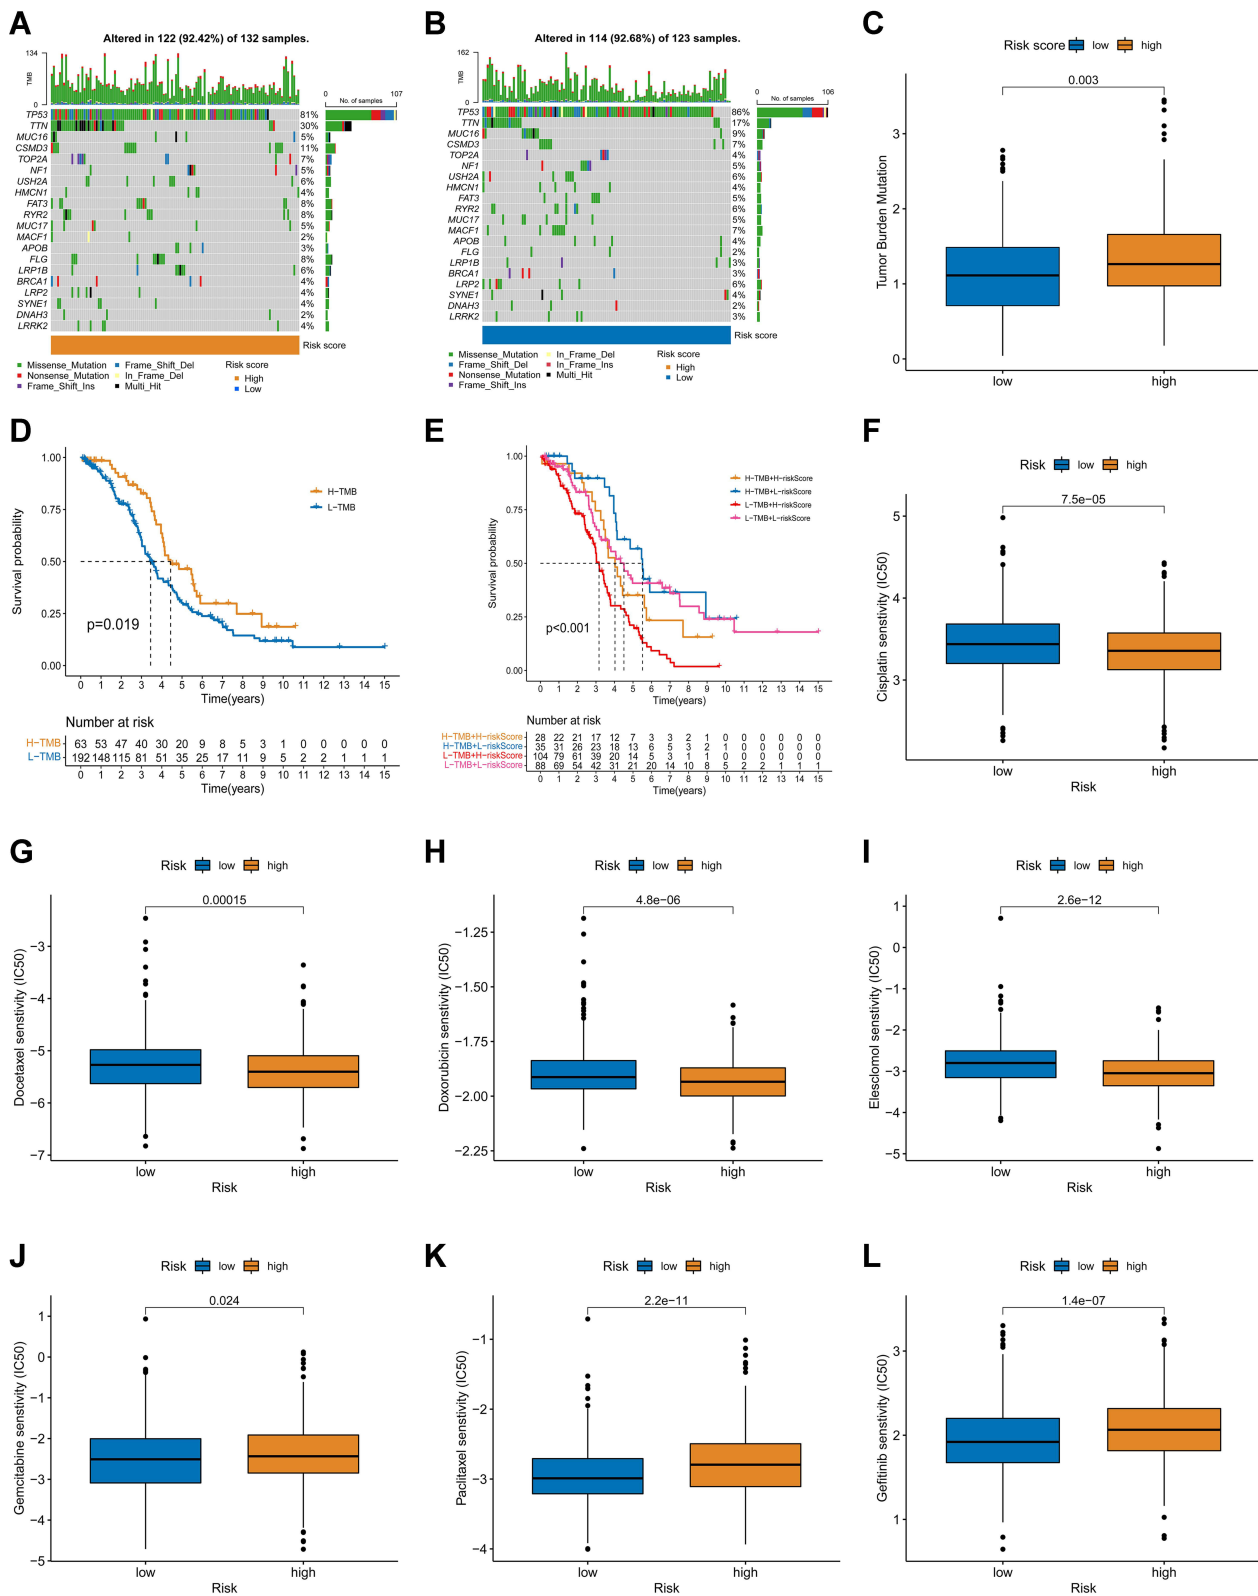 A
Altered in 122 (92.42%) of 132 samples.
134
TMB
0
0 107
No. of samples
TP53 81%
TTN 30%
MUC16 5%
CSMD3 11%
TOP2A 7%
NF1 5%
USH2A 6%
HMCN1 4%
FAT3 8%
RYR2 8%
MUC17 5%
MACF1 2%
APOB 3%
FLG 8%
LRP1B 6%
BRCA1 4%
LRP2 4%
SYNE1 4%
DNAH3 2%
LRRK2 4%
Risk score
Missense_Mutation Frame_Shift_Del Risk score
Nonsense_Mutation In_Frame_Del High
Frame_Shift_Ins Multi_Hit Low
B
Altered in 114 (92.68%) of 123 samples.
162
TMB
0
0 106
No. of samples
TP53 86%
TTN 17%
MUC16 9%
CSMD3 7%
TOP2A 4%
NF1 5%
USH2A 6%
HMCN1 4%
FAT3 5%
RYR2 6%
MUC17 5%
MACF1 7%
APOB 4%
FLG 2%
LRP1B 3%
BRCA1 3%
LRP2 6%
SYNE1 4%
DNAH3 2%
LRRK2 3%
Risk score
Missense_Mutation In_Frame_Del Risk score
Frame_Shift_Del In_Frame_Ins High
Nonsense_Mutation Multi_Hit Low
Frame_Shift_Ins
C
Risk score low high
0.003
Tumor Burden Mutation
3
2
1
0
low high
D
Survival probability
1.00
0.75
0.50
0.25
0.00
H−TMB
L−TMB
p=0.019
0 1 2 3 4 5 6 7 8 9 10 11 12 13 14 15
Time(years)
Number at risk
H−TMB 63 53 47 40 30 20 9 8 5 3 1 0 0 0 0 0
L−TMB 192 148 115 81 51 35 25 17 11 9 5 2 2 1 1 1
0 1 2 3 4 5 6 7 8 9 10 11 12 13 14 15
Time(years)
E
Survival probability
1.00
0.75
0.50
0.25
0.00
H−TMB+H−riskScore
H−TMB+L−riskScore
L−TMB+H−riskScore
L−TMB+L−riskScore
p<0.001
0 1 2 3 4 5 6 7 8 9 10 11 12 13 14 15
Time(years)
Number at risk
H−TMB+H−riskScore 28 22 21 17 12 7 3 3 2 1 0 0 0 0 0 0
H−TMB+L−riskScore 35 31 26 23 18 13 6 5 3 2 1 0 0 0 0 0
L−TMB+H−riskScore 104 79 61 39 20 14 5 3 1 1 0 0 0 0 0 0
L−TMB+L−riskScore 88 69 54 42 31 21 20 14 10 8 5 2 2 1 1 1
0 1 2 3 4 5 6 7 8 9 10 11 12 13 14 15
Time(years)
F
Risk low high
7.5e−05
Cisplatin senstivity (IC50)
5
4
3
low high
Risk
G
Risk low high
0.00015
Docetaxel senstivity (IC50)
−3
−4
−5
−6
−7
low high
Risk
H
Risk low high
4.8e−06
Doxorubicin senstivity (IC50)
−1.25
−1.50
−1.75
−2.00
−2.25
low high
Risk
I
Risk low high
2.6e−12
Elesclomol senstivity (IC50)
1
0
−1
−2
−3
−4
−5
low high
Risk
J
Risk low high
0.024
Gemcitabine senstivity (IC50)
1
0
−1
−2
−3
−4
−5
low high
Risk
K
Risk low high
2.2e−11
Paclitaxel senstivity (IC50)
−1
−2
−3
−4
low high
Risk
L
Risk low high
1.4e−07
Gefitinib senstivity (IC50)
3
2
1
low high
Risk